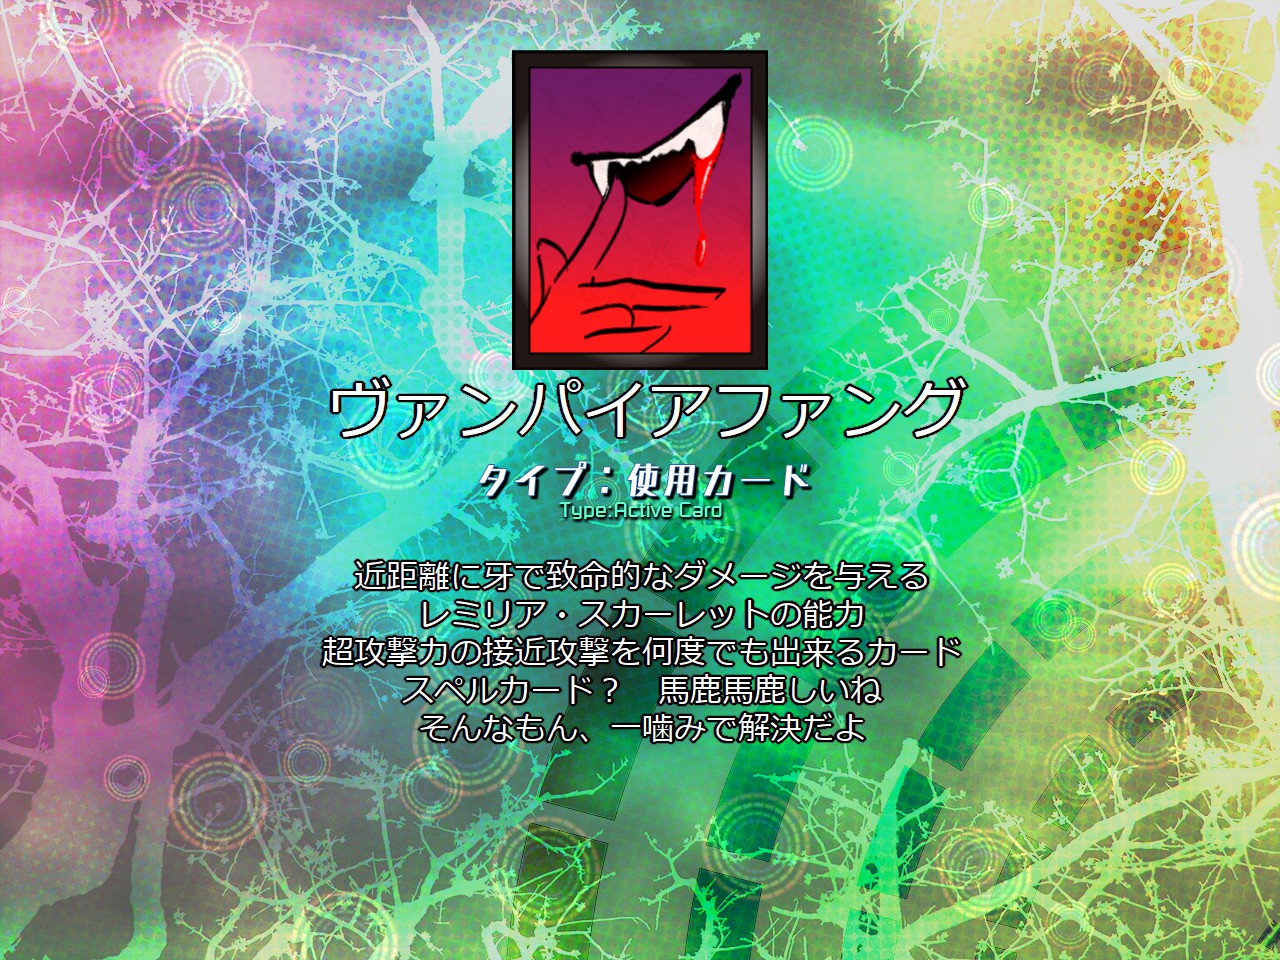 ヴァンパイアファング
タイプ：使用カード
Type:Active Card
近距離に牙で致命的なダメージを与える
レミリア・スカーレットの能力
超攻撃力の接近攻撃を何度でも出来るカード
スペルカード？　馬鹿馬鹿しいね
そんなもん、一噛みで解決だよ